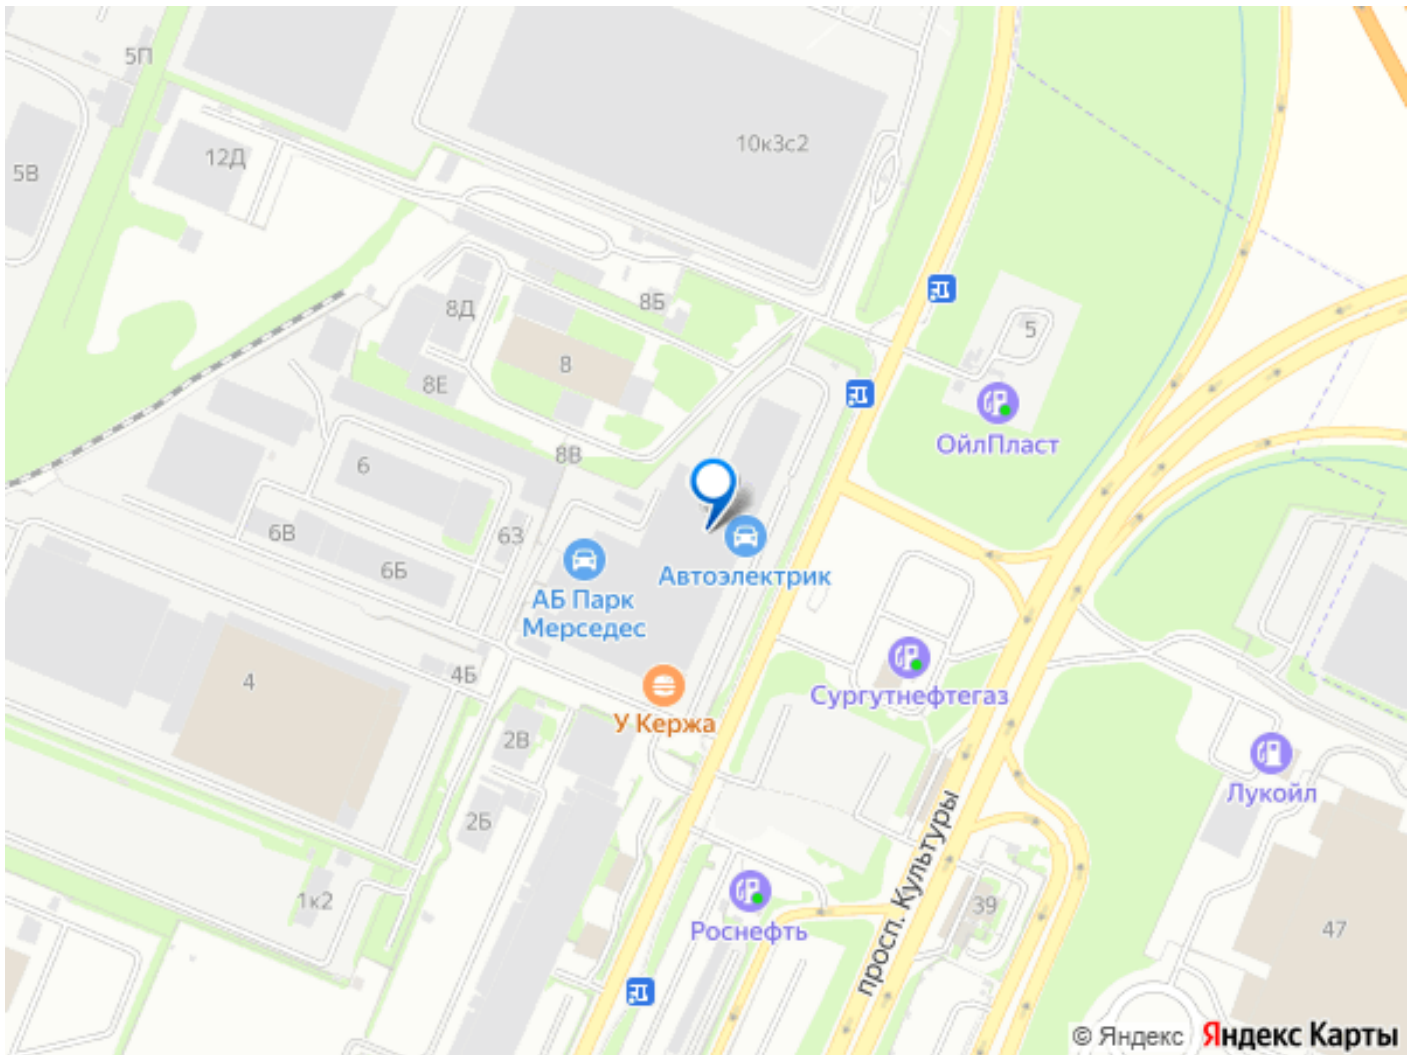 5П
12Д
5В
10к3с2
8Б
8Д
5
8
8Е
ОйлПласт
8В
6
6В
6З
6Б
Автоэлектрик
АБ Парк
Мерседес
4
4Б
Сургутнефтегаз
У Кержа
2В
Лукойл
2Б
просп. Культуры
1к2
39
Роснефть
47
© Яндекс
Яндекс Карты